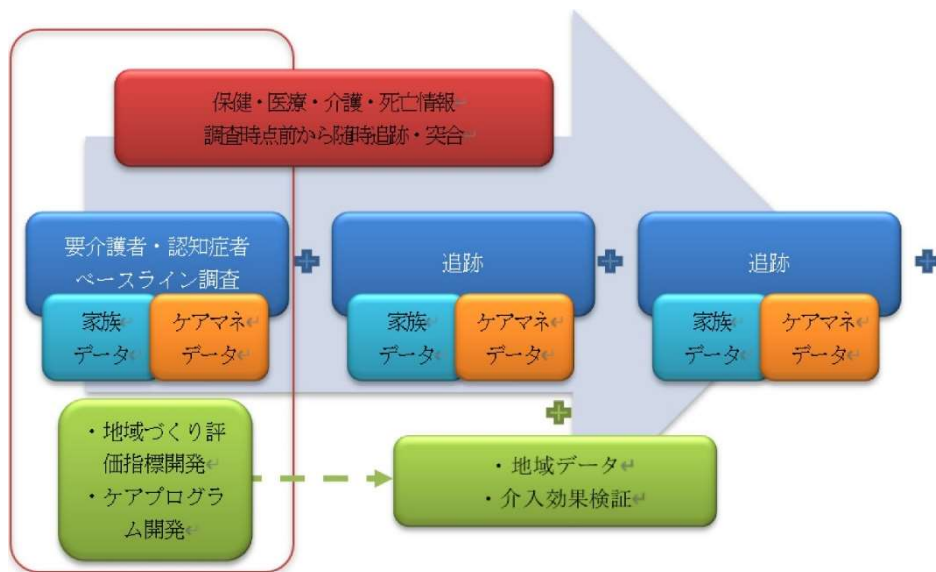 保健・医療・介護・死亡情報
調査時点前から随時追跡・突合
要介護者・認知症者
ベースライン調査
追跡
追跡
家族
データ
ケアマネ
データ
家族
データ
ケアマネ
データ
家族
データ
ケアマネ
データ
・地域づくり評
価指標開発
・ケアプログラ
ム開発
・地域データ
・介入効果検証